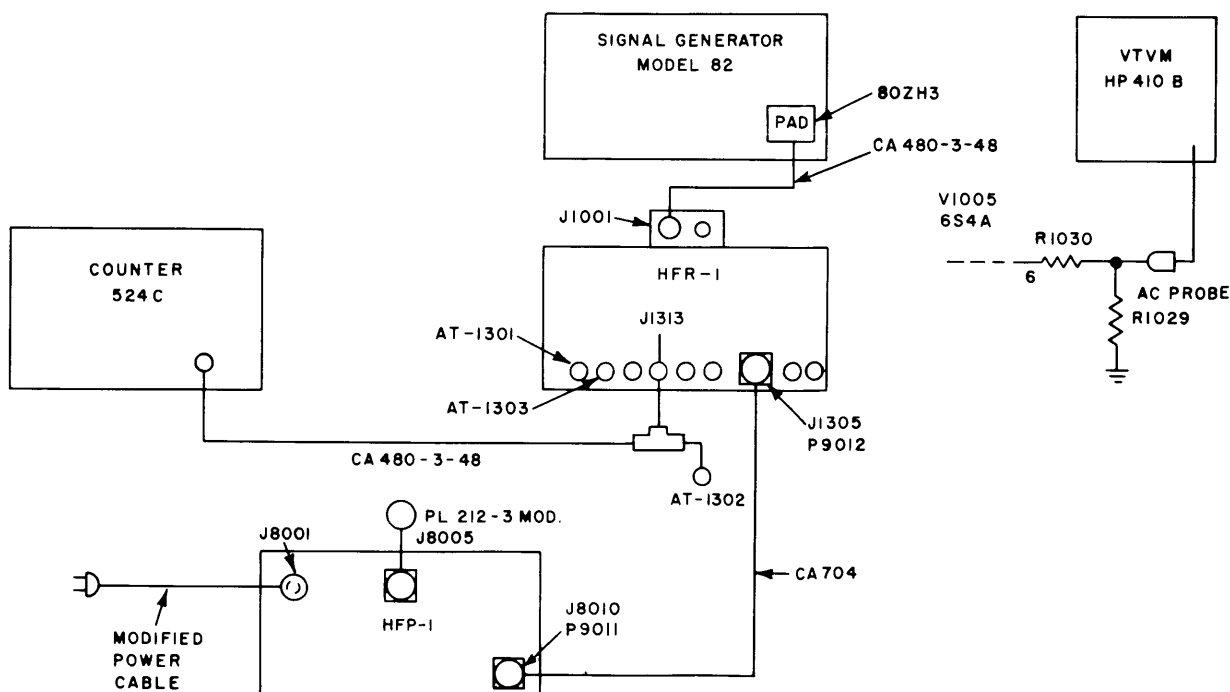 SIGNAL GENERATOR
MODEL 82
PAD
80ZH3
CA 480-3-48
VTVM
HP 410 B
J1001
HFR-1
V1005
6S4A
R1030
6
AC PROBE
R1029
COUNTER
524 C
AT-1301
J1313
AT-1303
J1305
P9012
CA 480-3-48
AT-1302
PL 212-3 MOD.
J8005
J8001
HFP-1
CA704
J8010
P9011
MODIFIED
POWER
CABLE